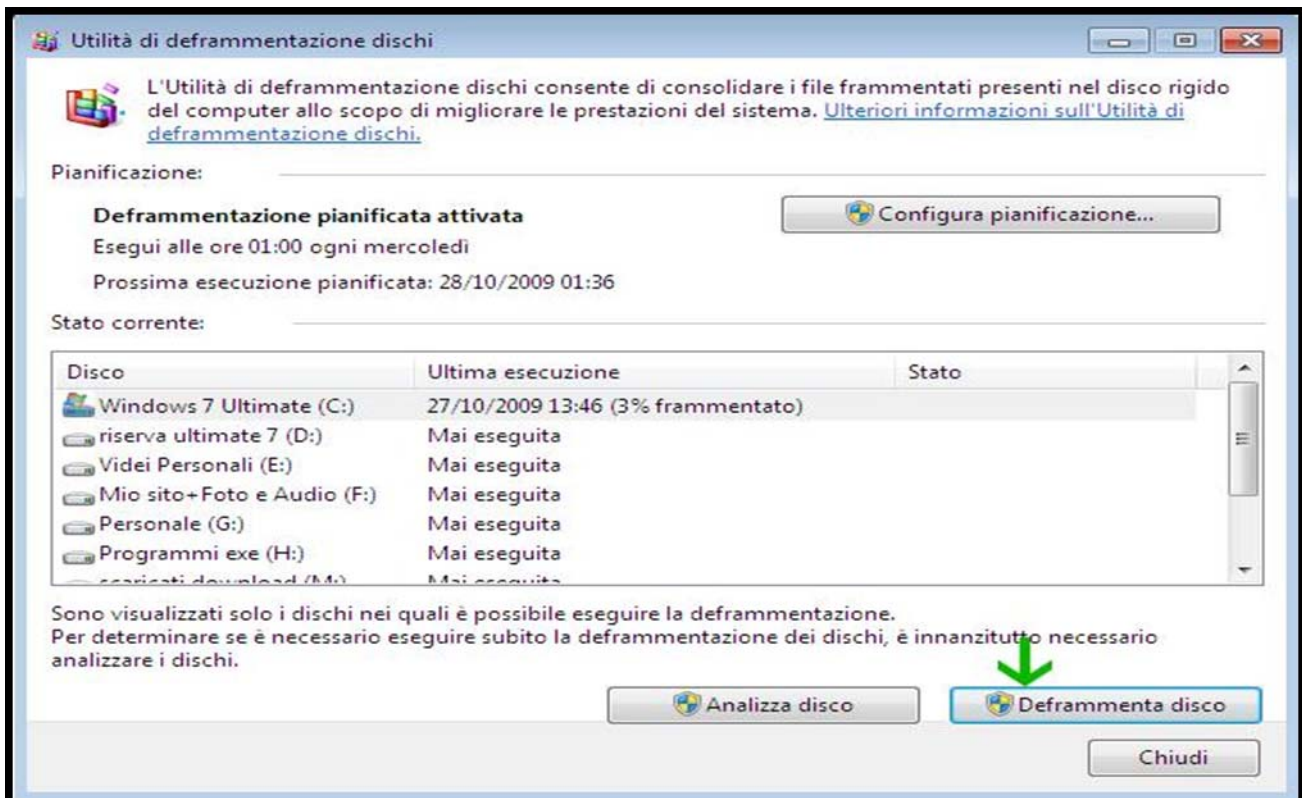 Utilità di deframmentazione dischi
L'Utilità di deframmentazione dischi consente di consolidare i file frammentati presenti nel disco rigido
del computer allo scopo di migliorare le prestazioni del sistema. Ulteriori informazioni sull'Utilità di
deframmentazione dischi.
Pianificazione:
Deframmentazione pianificata attivata
Configura pianificazione...
Esegui alle ore 01:00 ogni mercoledì
Prossima esecuzione pianificata: 28/10/2009 01:36
Stato corrente:
Disco Ultima esecuzione Stato
Windows 7 Ultimate (C:) 27/10/2009 13:46 (3% frammentato)
riserva ultimate 7 (D:) Mai eseguita
Videi Personali (E:) Mai eseguita
Mio sito+Foto e Audio (F:) Mai eseguita
Personale (G:) Mai eseguita
Programmi exe (H:) Mai eseguita
scaricati download (M:) Mai eseguita
Sono visualizzati solo i dischi nei quali è possibile eseguire la deframmentazione.
Per determinare se è necessario eseguire subito la deframmentazione dei dischi, è innanzitutto necessario
analizzare i dischi.
Analizza disco Deframmenta disco
Chiudi